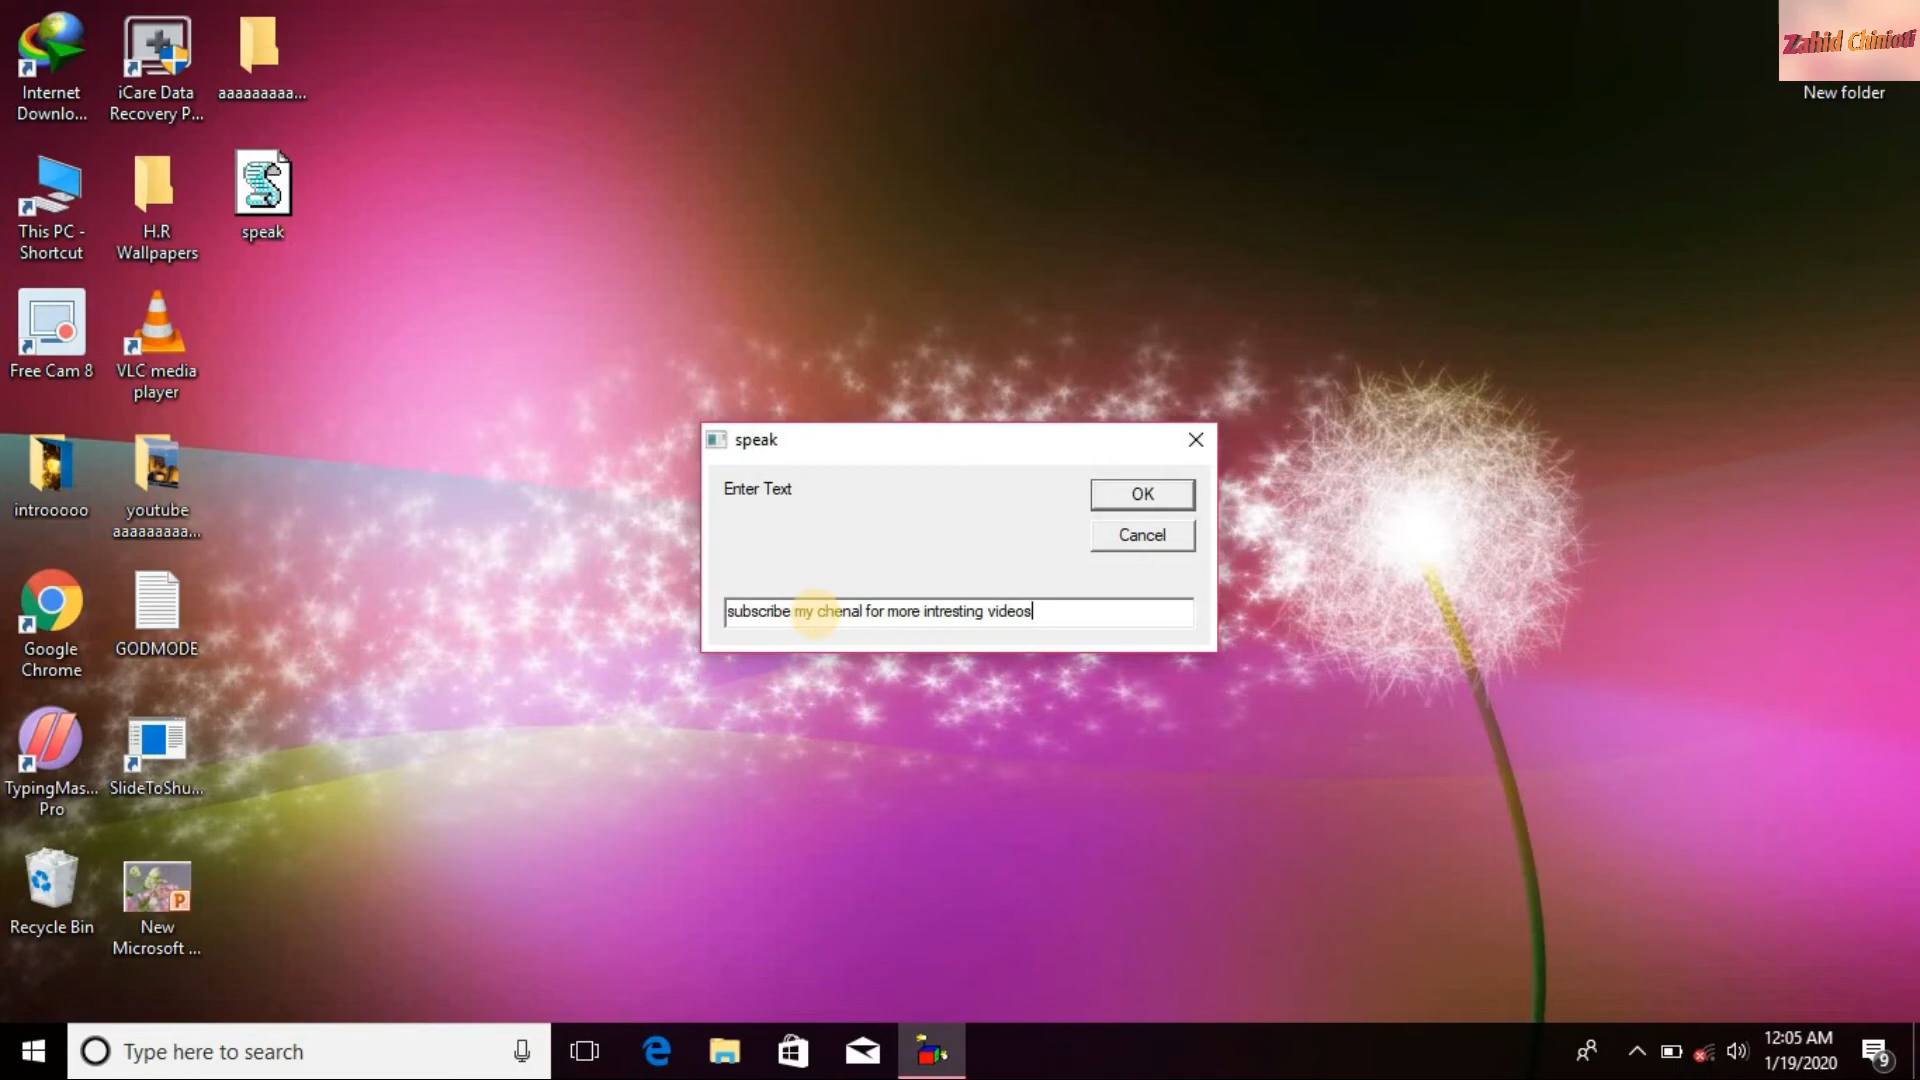 Internet
Downlo...
iCare Data
Recovery P...
aaaaaaaaa...
Zahid Chinioti
New folder
This PC -
Shortcut
H.R
Wallpapers
speak
Free Cam 8
VLC media
player
introoooo
youtube
aaaaaaaaa...
Google
Chrome
GODMODE
TypingMas...
Pro
SlideToShu...
Recycle Bin
New
Microsoft ...
speak
Enter Text
OK
Cancel
subscribe my chenal for more intresting videos
Type here to search
12:05 AM
1/19/2020
9